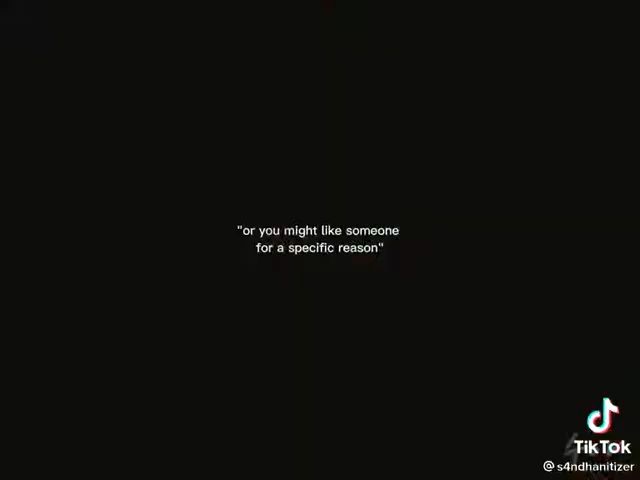 "or you might like someone
for a specific reason"
TikTok
@ s4ndhanitizer